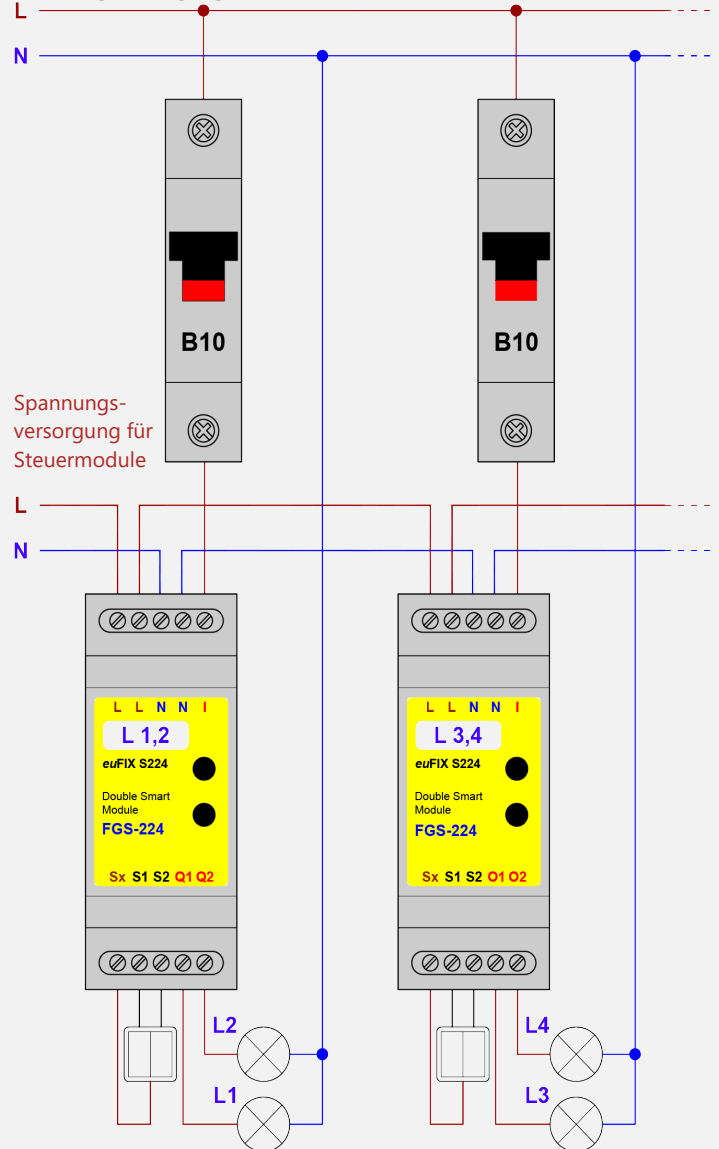 L
N
B10 B10
Spannungs-
versorgung für
Steuermodule
L
N
L L N N I L L N N I
L 1,2 L 3,4
euFIX S224 euFIX S224
Double Smart Double Smart
Module Module
FGS-224 FGS-224
Sx S1 S2 Q1 Q2 Sx S1 S2 O1 O2
L2 L4
L1 L3